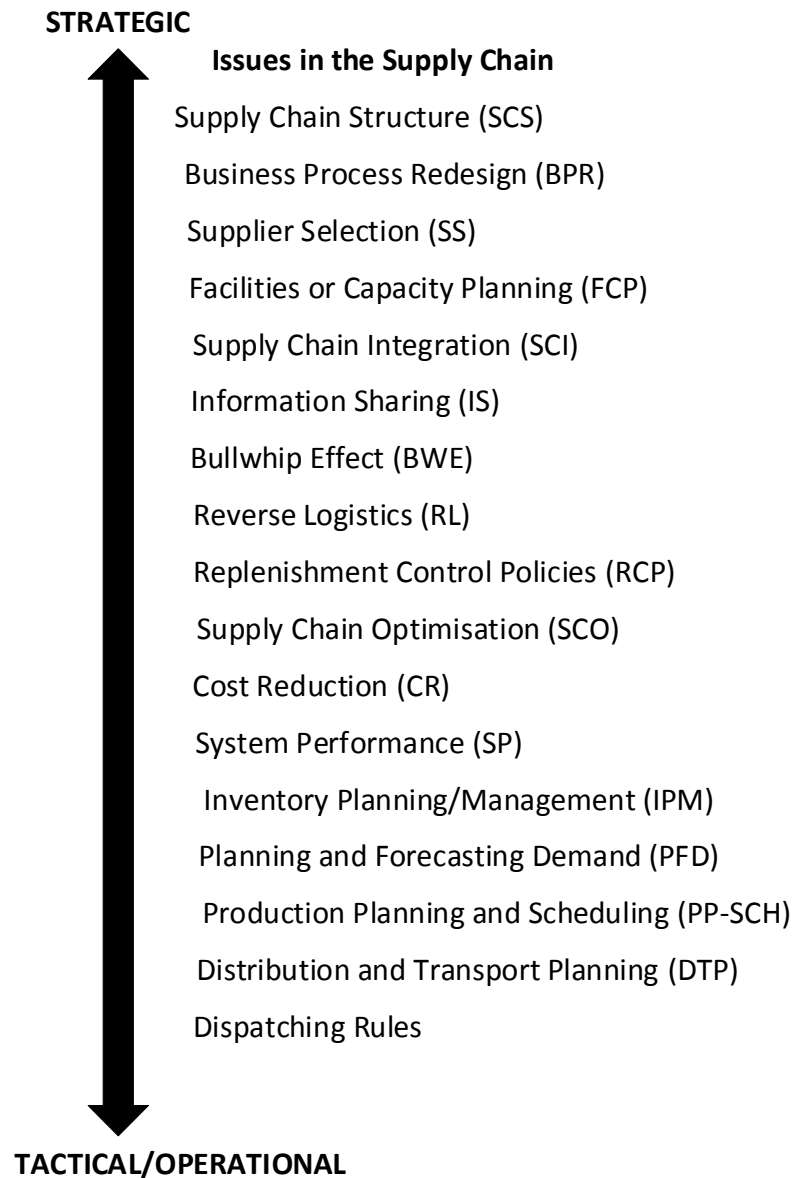 STRATEGIC
Issues in the Supply Chain
Supply Chain Structure (SCS)
Business Process Redesign (BPR)
Supplier Selection (SS)
Facilities or Capacity Planning (FCP)
Supply Chain Integration (SCI)
Information Sharing (IS)
Bullwhip Effect (BWE)
Reverse Logistics (RL)
Replenishment Control Policies (RCP)
Supply Chain Optimisation (SCO)
Cost Reduction (CR)
System Performance (SP)
Inventory Planning/Management (IPM)
Planning and Forecasting Demand (PFD)
Production Planning and Scheduling (PP-SCH)
Distribution and Transport Planning (DTP)
Dispatching Rules
TACTICAL/OPERATIONAL